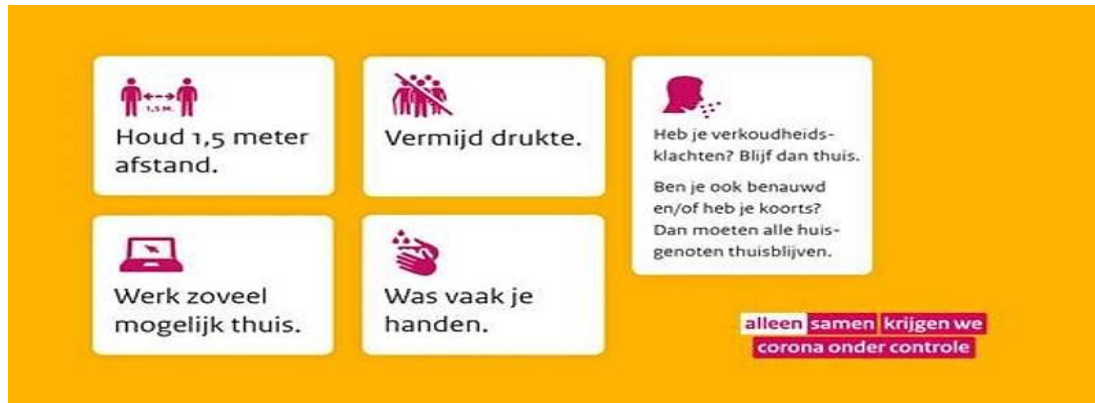 1,5 M.
Houd 1,5 meter
afstand.
Vermijd drukte.
Werk zoveel
mogelijk thuis.
Was vaak je
handen.
Heb je verkoudheids-
klachten? Blijf dan thuis.
Ben je ook benauwd
en/of heb je koorts?
Dan moeten alle huis-
genoten thuisblijven.
alleen samen krijgen we
corona onder controle